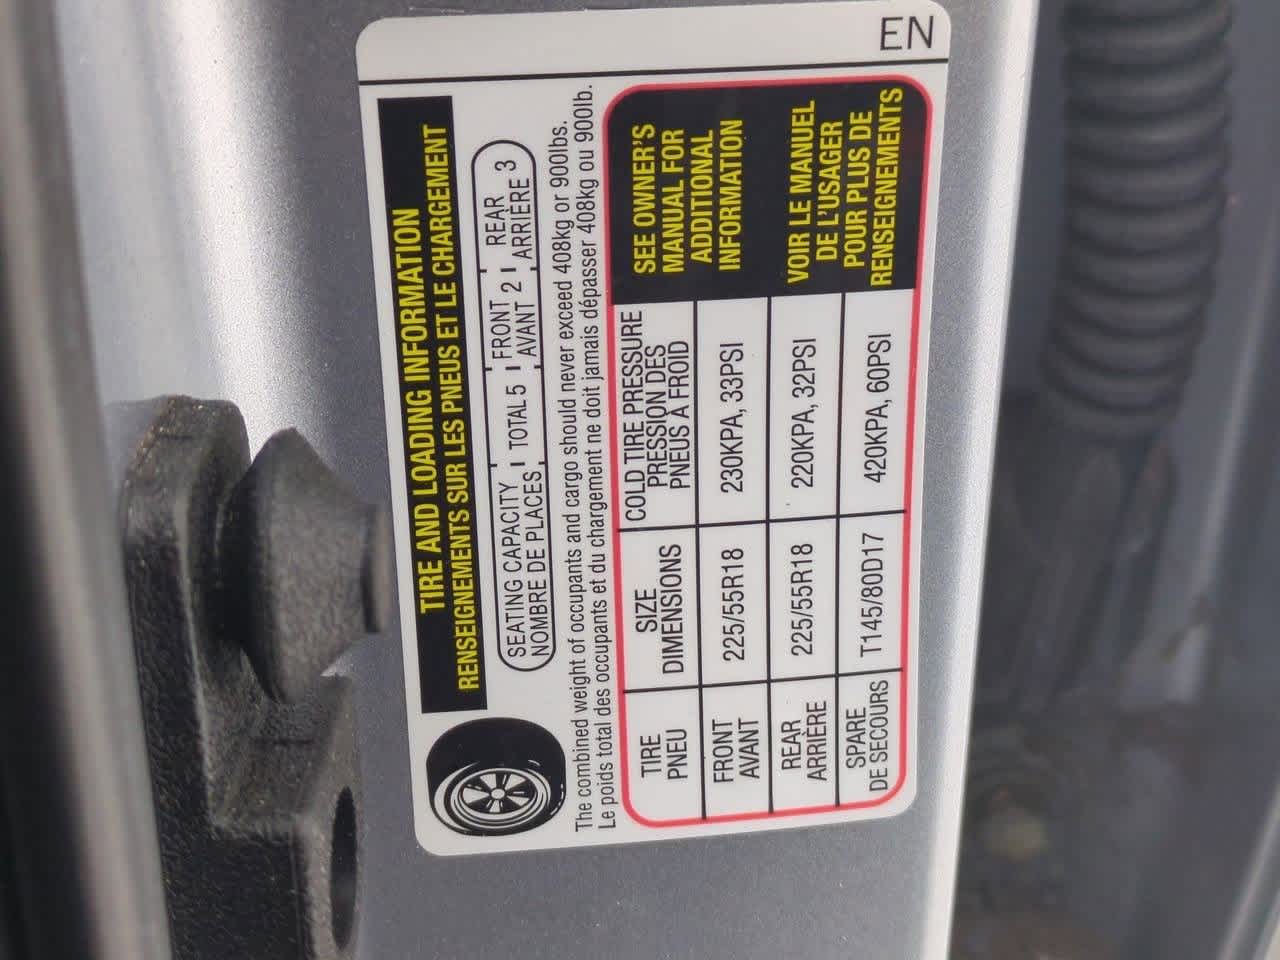 EN
TIRE AND LOADING INFORMATION
RENSEIGNEMENTS SUR LES PNEUS ET LE CHARGEMENT
SEATING CAPACITY TOTAL 5 FRONT 2 REAR 3
NOMBRE DE PLACES AVANT ARRIÈRE
The combined weight of occupants and cargo should never exceed 408kg or 900lbs.
Le poids total des occupants et du chargement ne doit jamais dépasser 408kg ou 900lb.
TIRE SIZE COLD TIRE PRESSURE
PNEU DIMENSIONS PRESSION DES
PNEUS À FROID
FRONT 225/55R18 230KPA, 33PSI
AVANT
REAR 225/55R18 220KPA, 32PSI
ARRIÈRE
SPARE T145/80D17 420KPA, 60PSI
DE SECOURS
SEE OWNER'S
MANUAL FOR
ADDITIONAL
INFORMATION
VOIR LE MANUEL
DE L'USAGER
POUR PLUS DE
RENSEIGNEMENTS